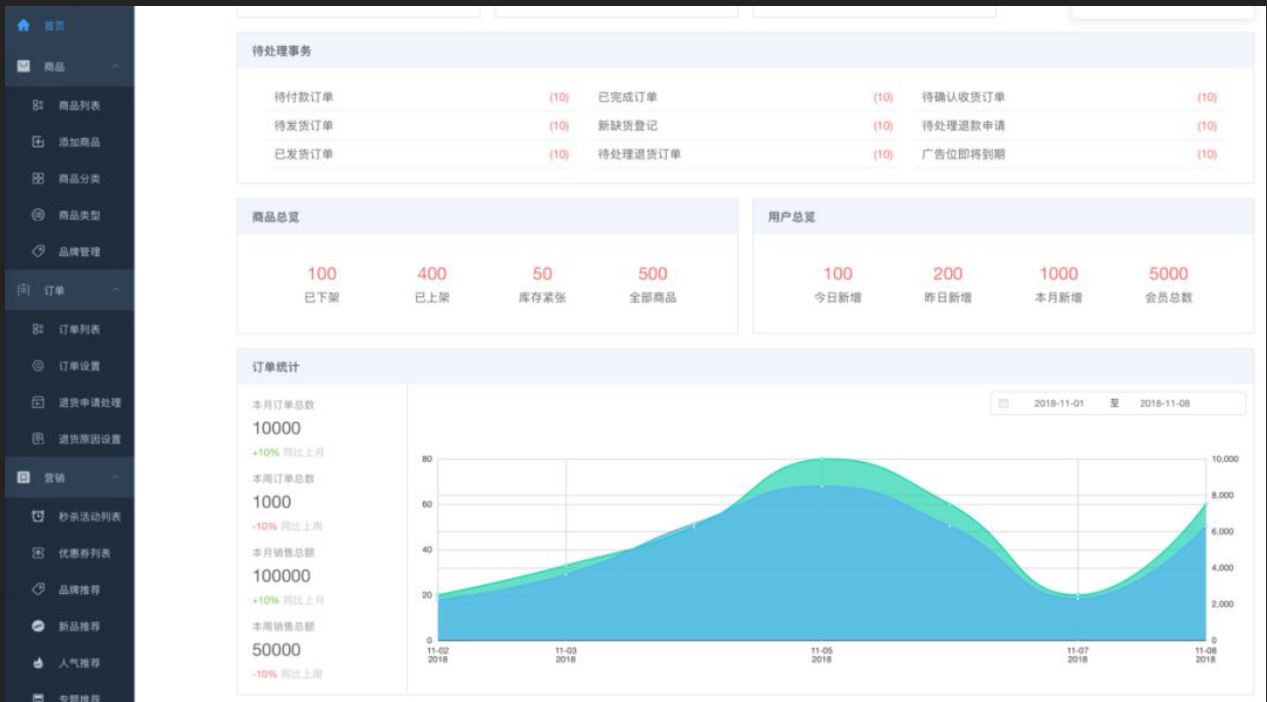 首页
商品
商品列表
添加商品
商品分类
商品类型
品牌管理
订单
订单列表
订单设置
退货申请处理
退货原因设置
营销
秒杀活动列表
优惠券列表
品牌推荐
新品推荐
人气推荐
专题推荐
待处理事务
待付款订单 (10) 已完成订单 (10) 待确认收货订单 (10)
待发货订单 (10) 新缺货登记 (10) 待处理退款申请 (10)
已发货订单 (10) 待处理退货订单 (10) 广告位即将到期 (10)
商品总览
100 400 50 500
已下架 已上架 库存紧张 全部商品
用户总览
100 200 1000 5000
今日新增 昨日新增 本月新增 会员总数
订单统计
本月订单总数
10000
+10% 同比上月
本周订单总数
1000
-10% 同比上周
本月销售总额
100000
+10% 同比上月
本周销售总额
50000
-10% 同比上周
2018-11-01 至 2018-11-08
80 10,000
8,000
60
6,000
40
4,000
20
2,000
0 0
11-02 11-03 11-05 11-07 11-08
2018 2018 2018 2018 2018